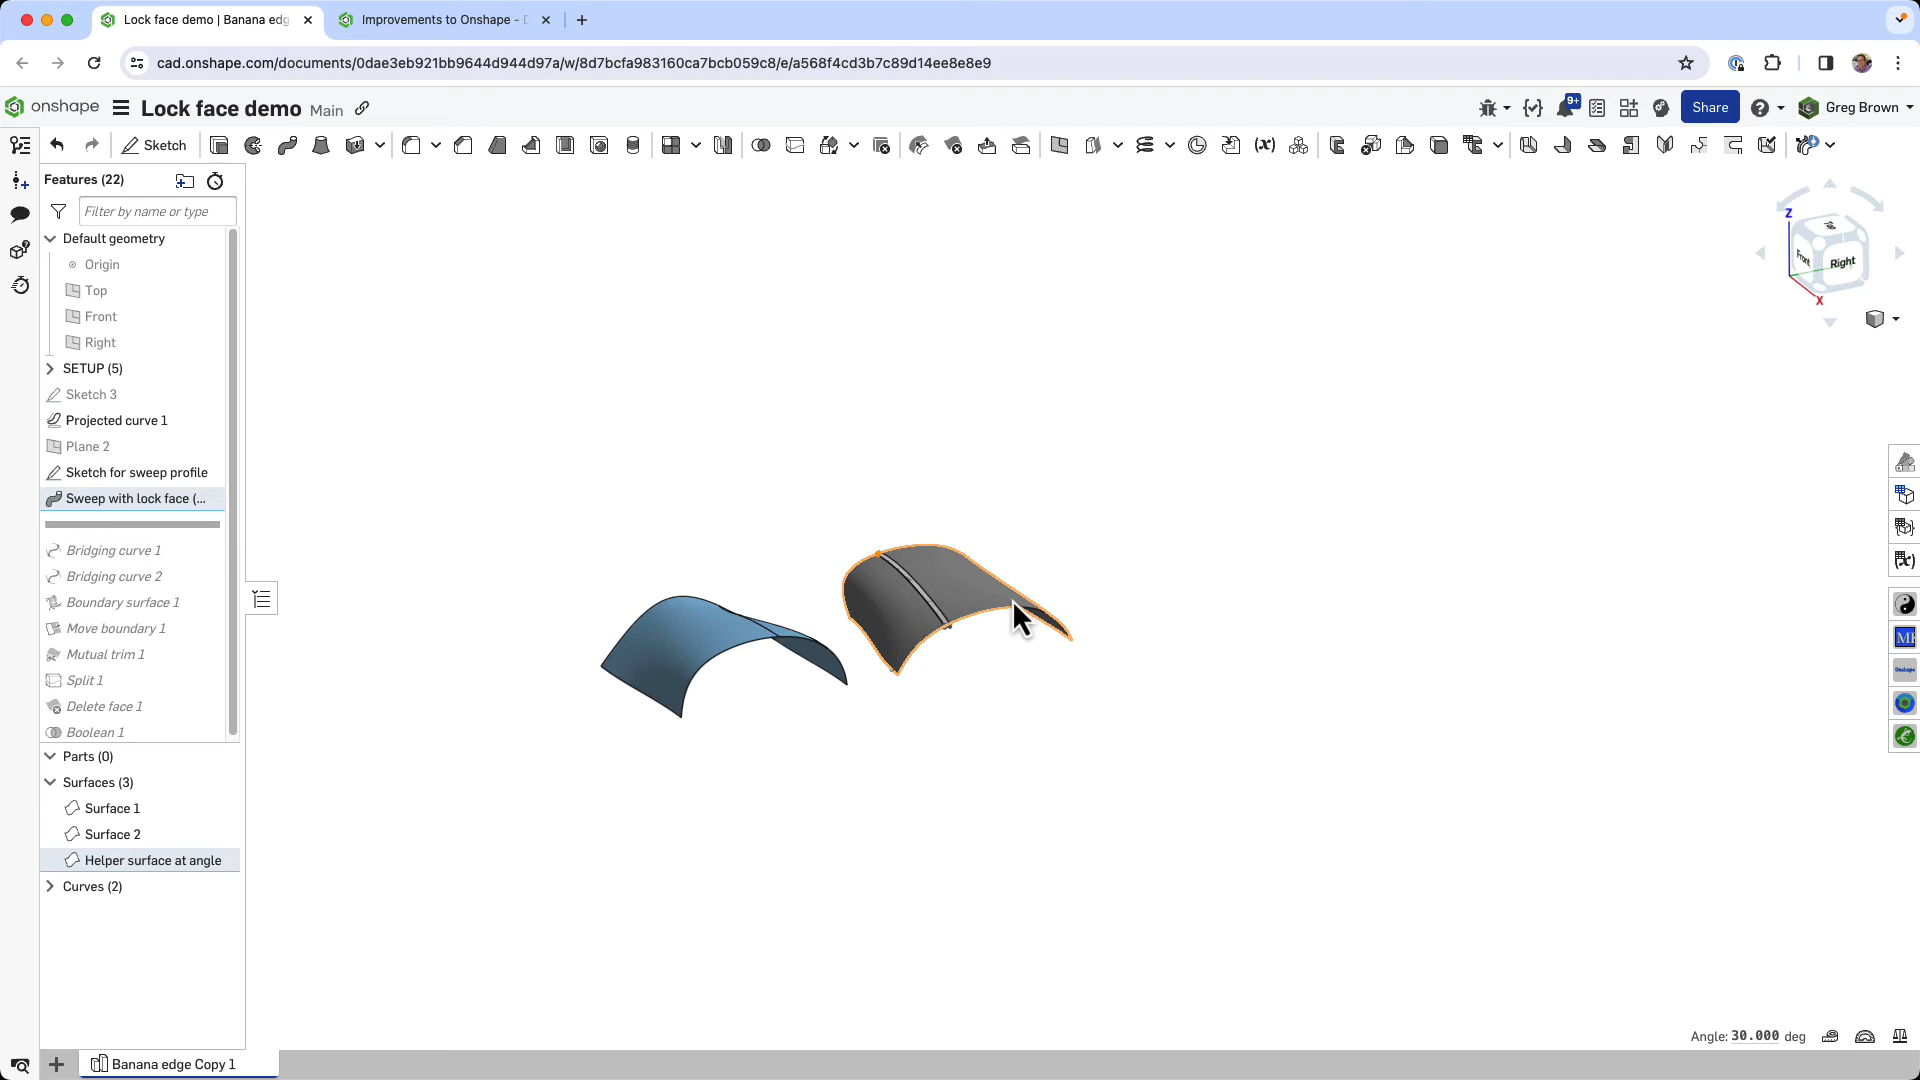 Lock face demo | Banana edg
Improvements to Onshape -
cad.onshape.com/documents/0dae3eb921bb9644d944d97a/w/8d7bcfa983160ca7bcb059c8/e/a568f4cd3b7c89d14ee8e8e9
onshape
Lock face demo Main
9+
Share
Greg Brown
Sketch
(x)
Features (22)
Filter by name or type
Default geometry
Origin
Top
Front
Right
SETUP (5)
Sketch 3
Projected curve 1
Plane 2
Sketch for sweep profile
Sweep with lock face (...
Bridging curve 1
Bridging curve 2
Boundary surface 1
Move boundary 1
Mutual trim 1
Split 1
Delete face 1
Boolean 1
Parts (0)
Surfaces (3)
Surface 1
Surface 2
Helper surface at angle
Curves (2)
Z
Front
Right
X
Angle: 30.000 deg
Banana edge Copy 1